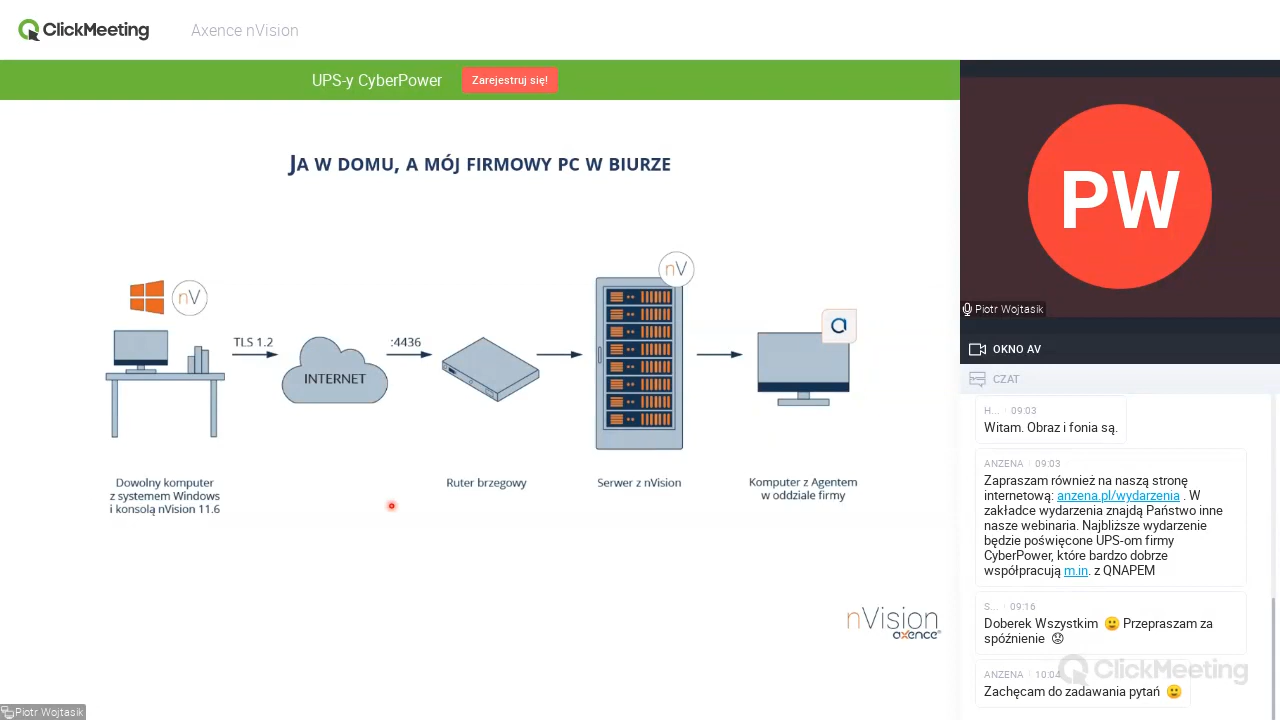 ClickMeeting
Axence nVision
UPS-y CyberPower
Zarejestruj się!
Ja w domu, a mój firmowy pc w biurze
nV
nV
TLS 1.2
INTERNET
:4436
Dowolny komputer
z systemem Windows
i konsolą nVision 11.6
Ruter brzegowy
Serwer z nVision
Komputer z Agentem
w oddziale firmy
nVision
axence®
Piotr Wojtasik
PW
Piotr Wojtasik
OKNO AV
CZAT
H... 09:03
Witam. Obraz i fonia są.
ANZENA 09:03
Zapraszam również na naszą stronę
internetową: anzena.pl/wydarzenia . W
zakładce wydarzenia znajdą Państwo inne
nasze webinaria. Najbliższe wydarzenie
będzie poświęcone UPS-om firmy
CyberPower, które bardzo dobrze
współpracują m.in. z QNAPEM
S... 09:16
Doberek Wszystkim 🙂 Przepraszam za
spóźnienie 😟
ANZENA 10:04
Zachęcam do zadawania pytań 🙂
ClickMeeting